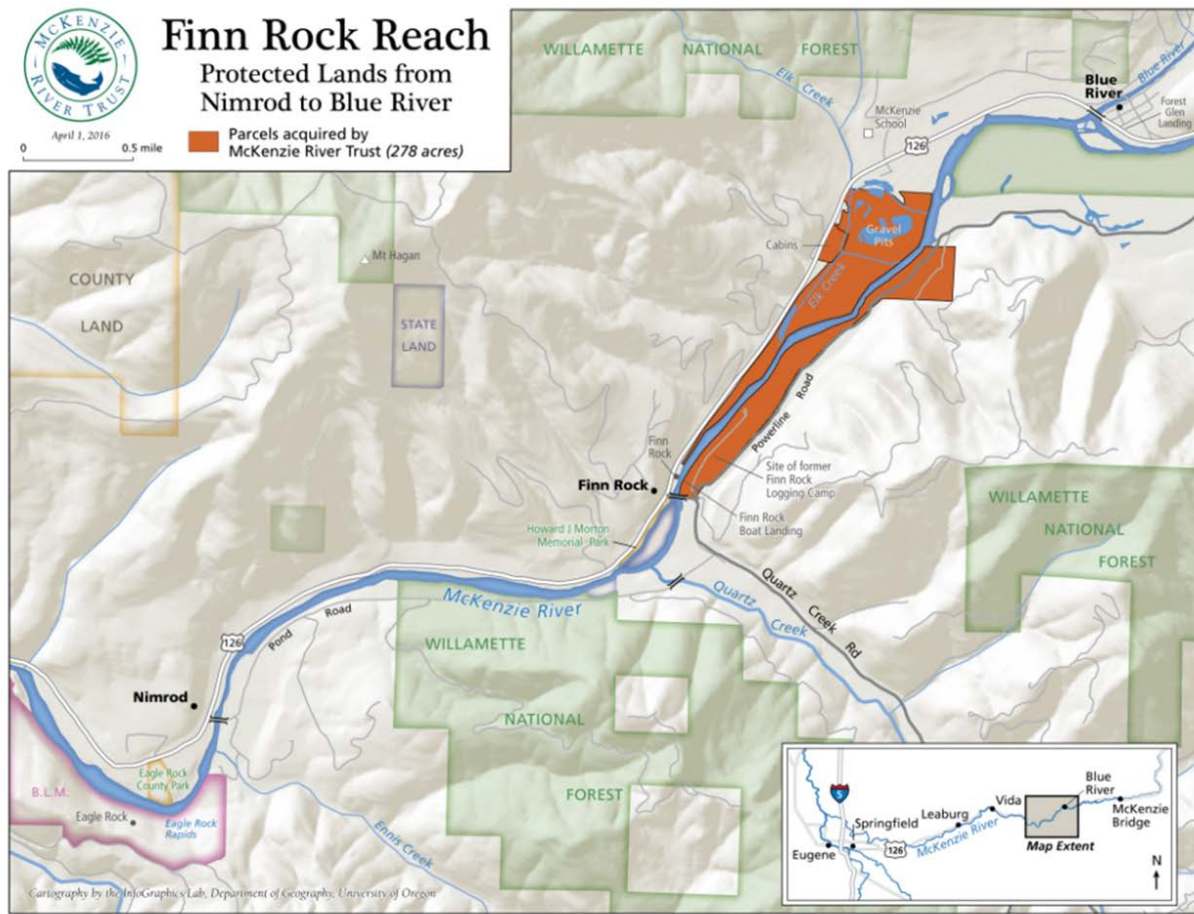 McKENZIE
RIVER TRUST
Finn Rock Reach
Protected Lands from
Nimrod to Blue River
April 1, 2016
0 0.5 mile
Parcels acquired by
McKenzie River Trust (278 acres)
WILLAMETTE NATIONAL FOREST
Elk
Creek
McKenzie
School
126
Blue
River
Blue River
Forest
Glen
Landing
Gravel
Pits
Cabins
Elk Creek
Mt Hagan
COUNTY
LAND
STATE
LAND
Powerline Road
Finn
Rock
Finn Rock
Site of former
Finn Rock
Logging Camp
Finn Rock
Boat Landing
Howard J Morton
Memorial Park
WILLAMETTE
NATIONAL
FOREST
McKenzie River
Quartz
Creek
Quartz Creek Rd
Pond Road
126
WILLAMETTE
NATIONAL
FOREST
Nimrod
Eagle Rock
County Park
B.L.M.
Eagle Rock
Eagle Rock
Rapids
Ennis Creek
5
Springfield
Eugene
126
Leaburg
Vida
McKenzie River
Blue
River
McKenzie
Bridge
Map Extent
N
Cartography by the InfoGraphics Lab, Department of Geography, University of Oregon